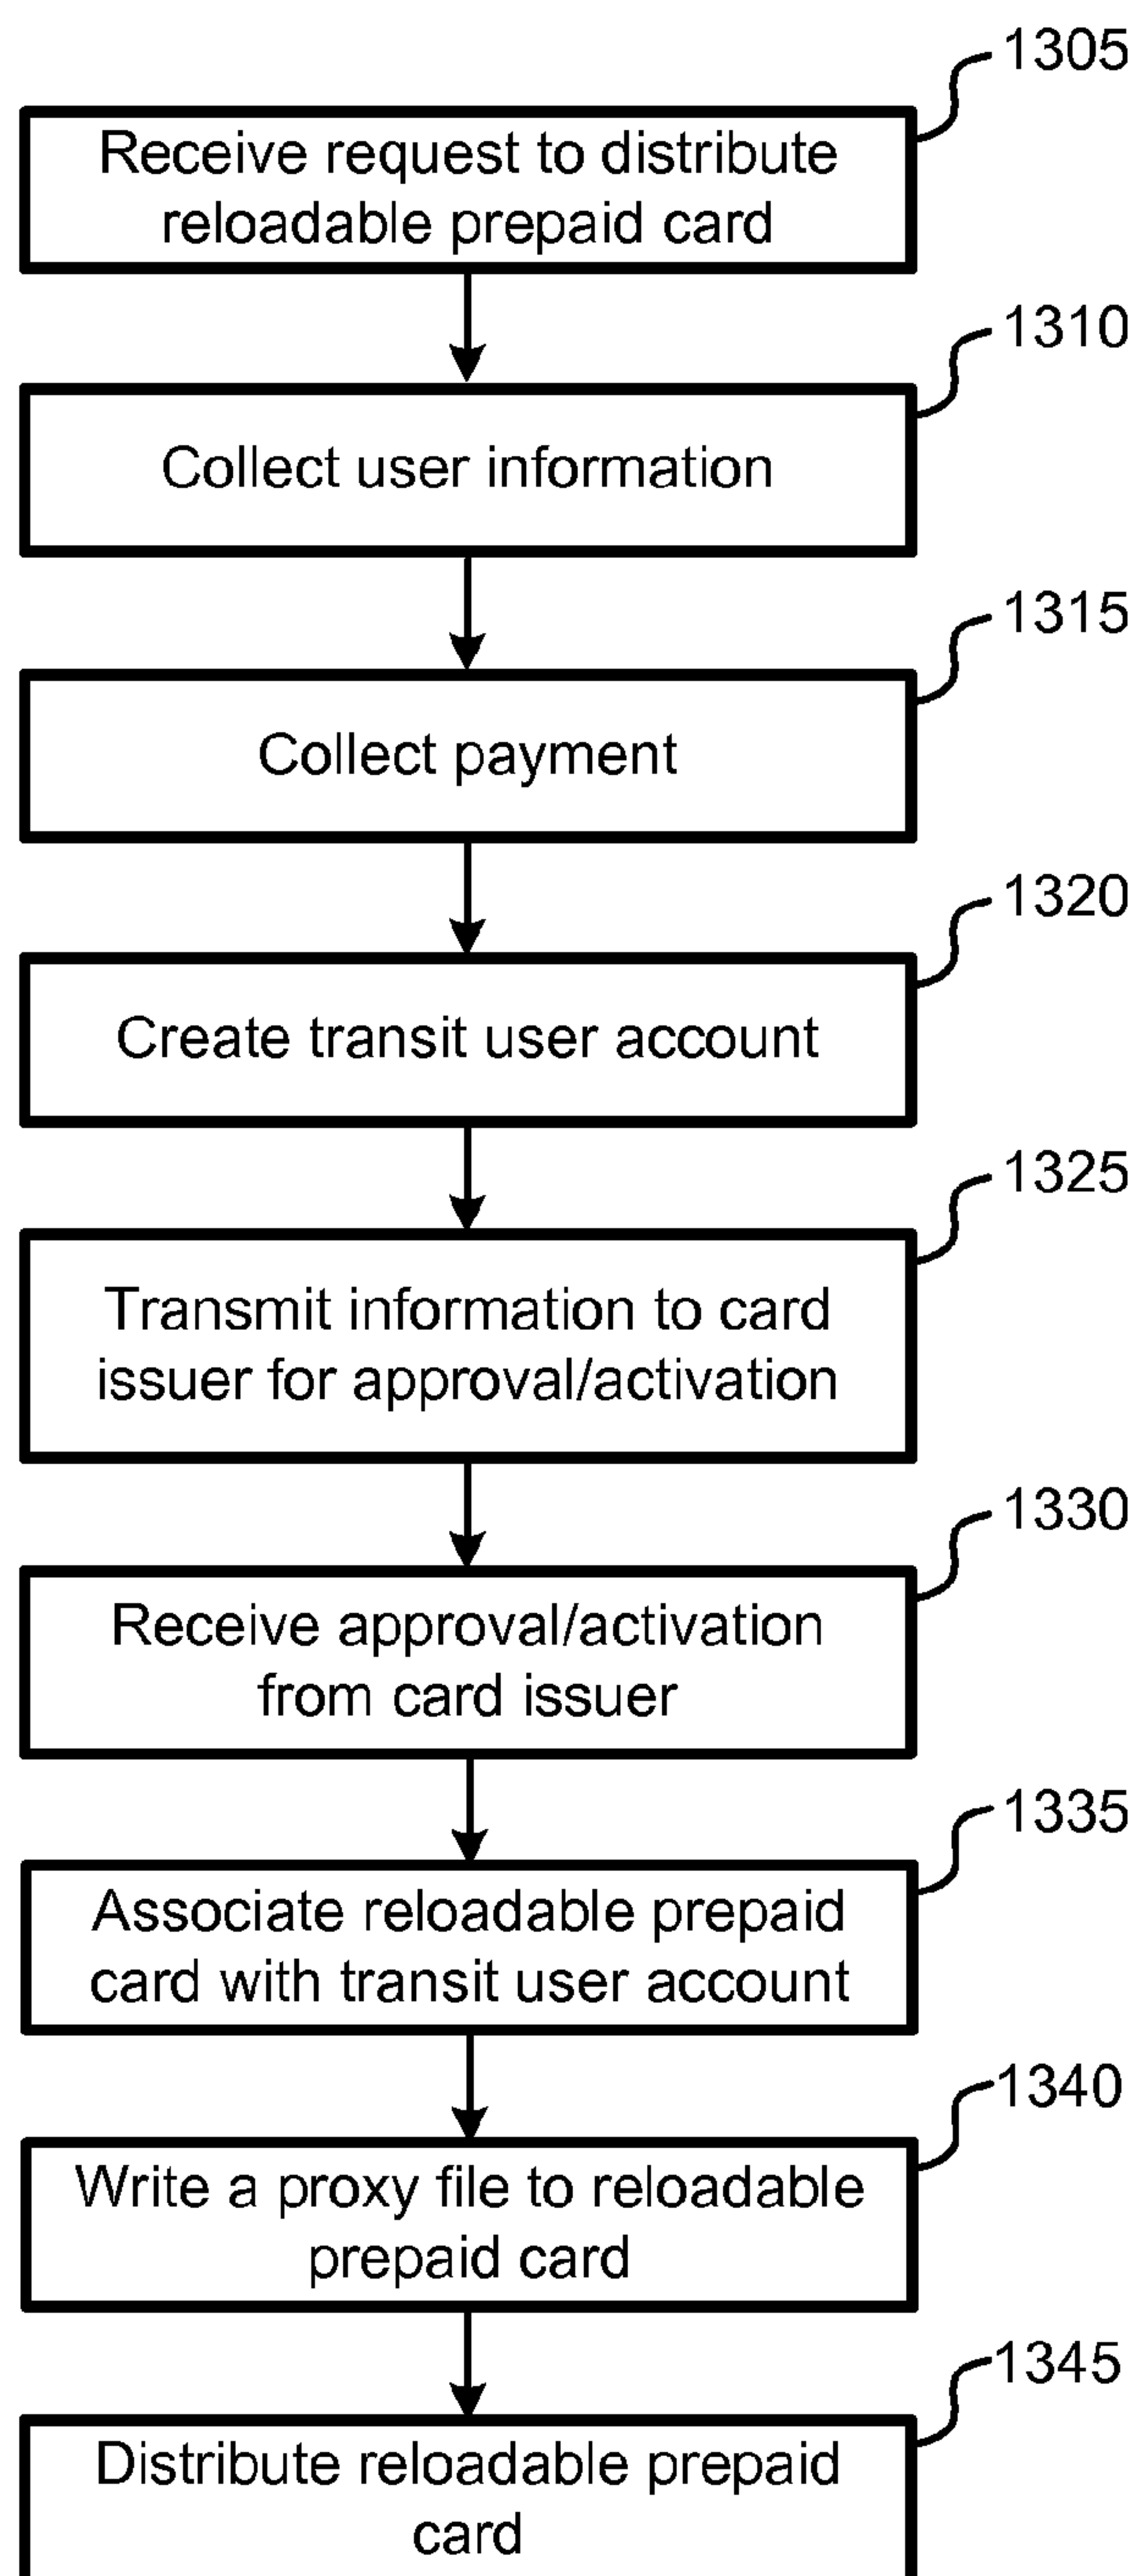 1305
Receive request to distribute
reloadable prepaid card
1310
Collect user information
1315
Collect payment
1320
Create transit user account
1325
Transmit information to card
issuer for approval/activation
1330
Receive approval/activation
from card issuer
1335
Associate reloadable prepaid
card with transit user account
1340
Write a proxy file to reloadable
prepaid card
1345
Distribute reloadable prepaid
card